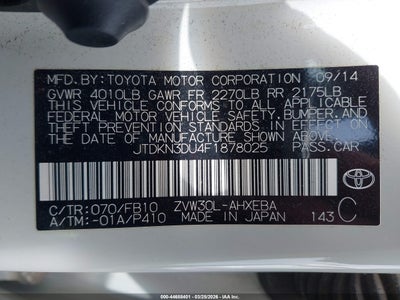 MFD. BY: TOYOTA MOTOR CORPORATION 09/14
GVWR 4010LB GAWR FR 2270LB RR 2175LB
THIS VEHICLE CONFORMS TO ALL APPLICABLE
FEDERAL MOTOR VEHICLE SAFETY, BUMPER, AND
THEFT PREVENTION STANDARDS IN EFFECT ON
THE DATE OF MANUFACTURE SHOWN ABOVE.
JTDKN3DU4F1878025 PASS.CAR
C/TR:070/FB10 ZVW30L-AHXEBA
A/TM:-01A/P410 MADE IN JAPAN 143 C
000-44688401 - 03/29/2026 - IAAI.COM